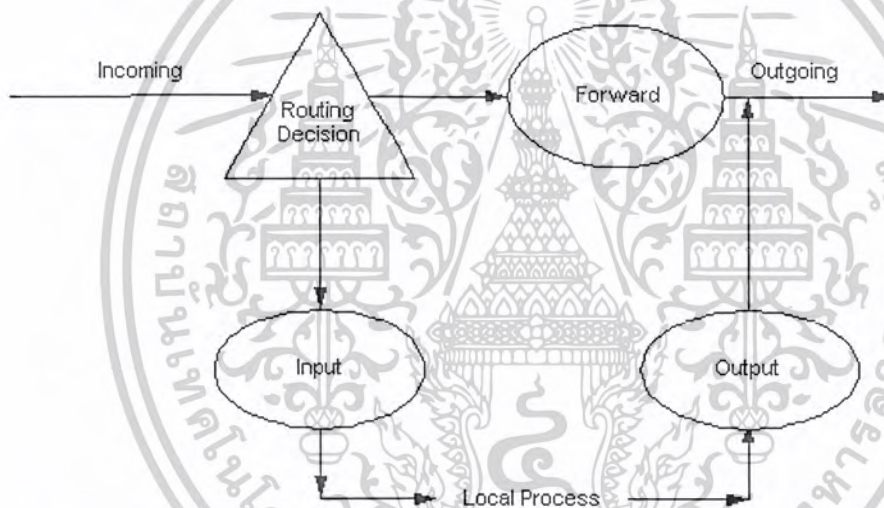 Incoming
Routing
Decision
Forward
Outgoing
Input
Output
Local Process